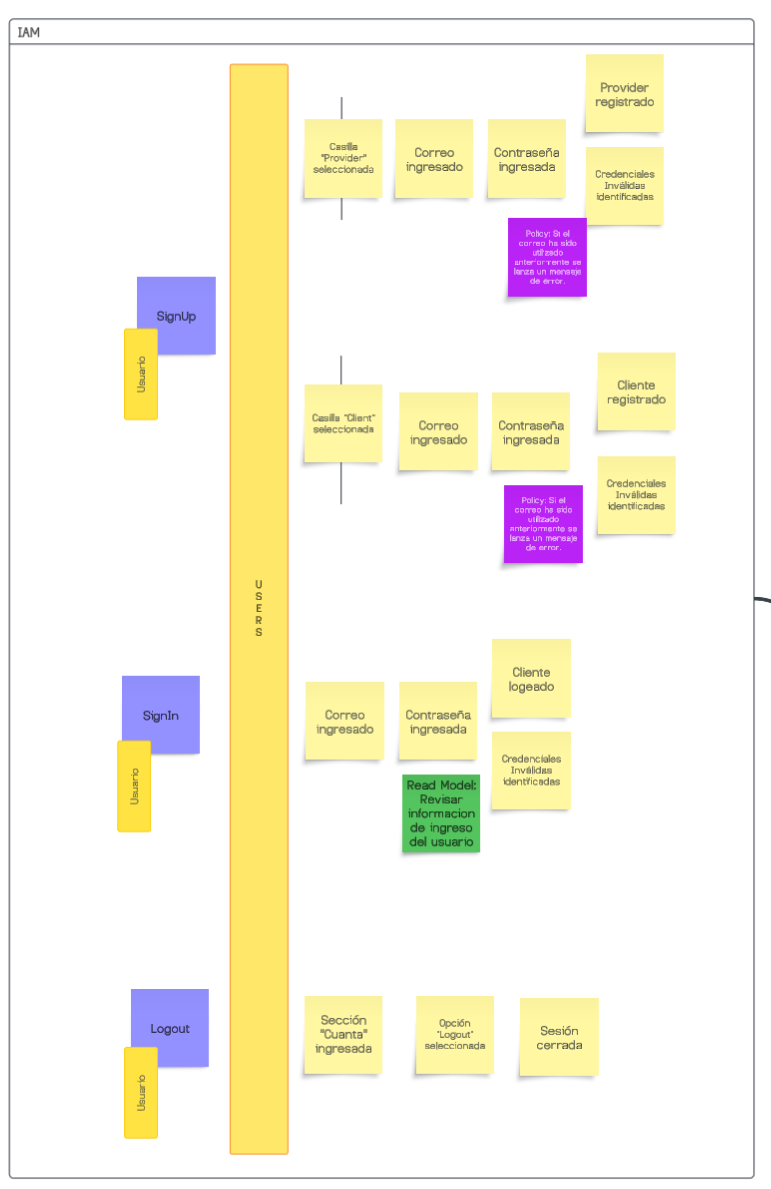 IAM
Provider
registrado
Casilla
"Provider"
seleccionada
Correo
ingresado
Contraseña
ingresada
Credenciales
Inválidas
identificadas
Policy: Si el
correo ha sido
utilizado
anteriormente se
lanza un mensaje
de error.
SignUp
Usuario
Casilla "Client"
seleccionada
Correo
ingresado
Contraseña
ingresada
Cliente
registrado
Credenciales
Inválidas
identificadas
Policy: Si el
correo ha sido
utilizado
anteriormente se
lanza un mensaje
de error.
U
S
E
R
S
SignIn
Usuario
Correo
ingresado
Contraseña
ingresada
Cliente
logeado
Credenciales
Inválidas
identificadas
Read Model:
Revisar
informacion
de ingreso
del usuario
Logout
Usuario
Sección
"Cuanta"
ingresada
Opción
"Logout"
seleccionada
Sesión
cerrada